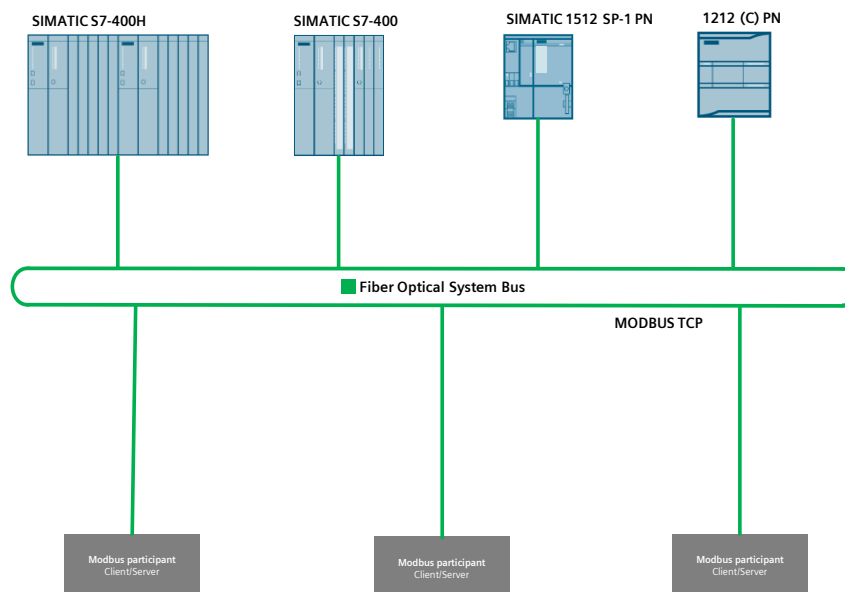 SIMATIC S7-400H
SIMATIC S7-400
SIMATIC 1512 SP-1 PN
1212 (C) PN
Fiber Optical System Bus
MODBUS TCP
Modbus participant
Client/Server
Modbus participant
Client/Server
Modbus participant
Client/Server